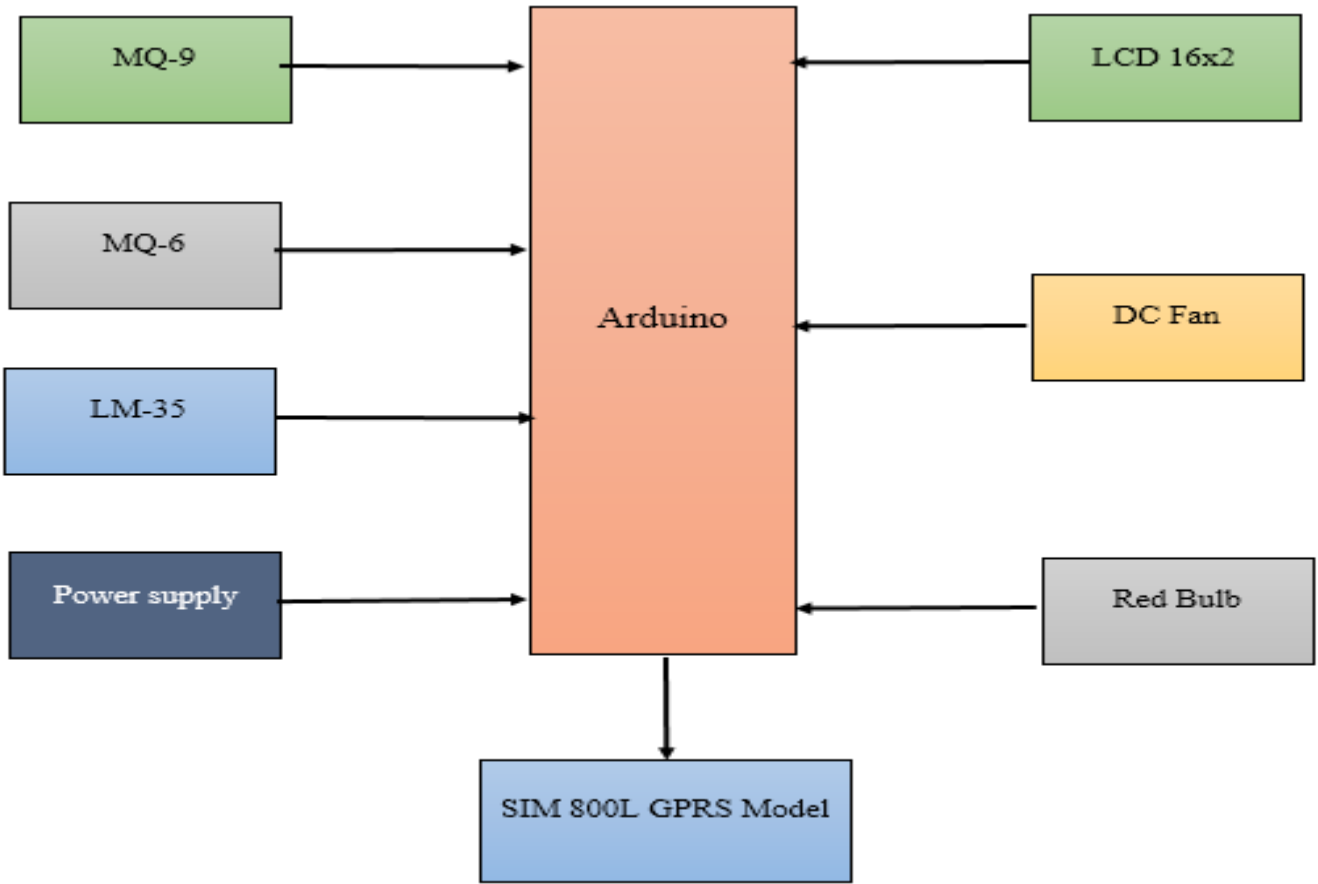 MQ-9
LCD 16x2
MQ-6
Arduino
DC Fan
LM-35
Power supply
Red Bulb
SIM 800L GPRS Model